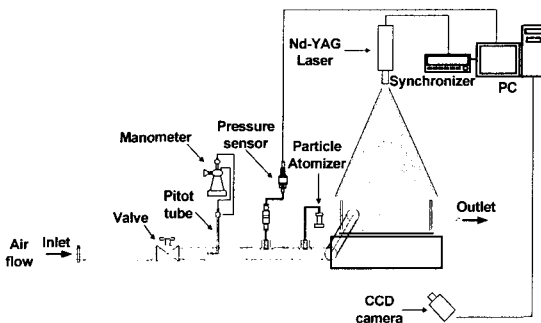 Nd-YAG
Laser
Synchronizer
PC
Manometer
Pressure
sensor
Particle
Atomizer
Pitot
tube
Valve
Outlet
Air
flow
Inlet
CCD
camera